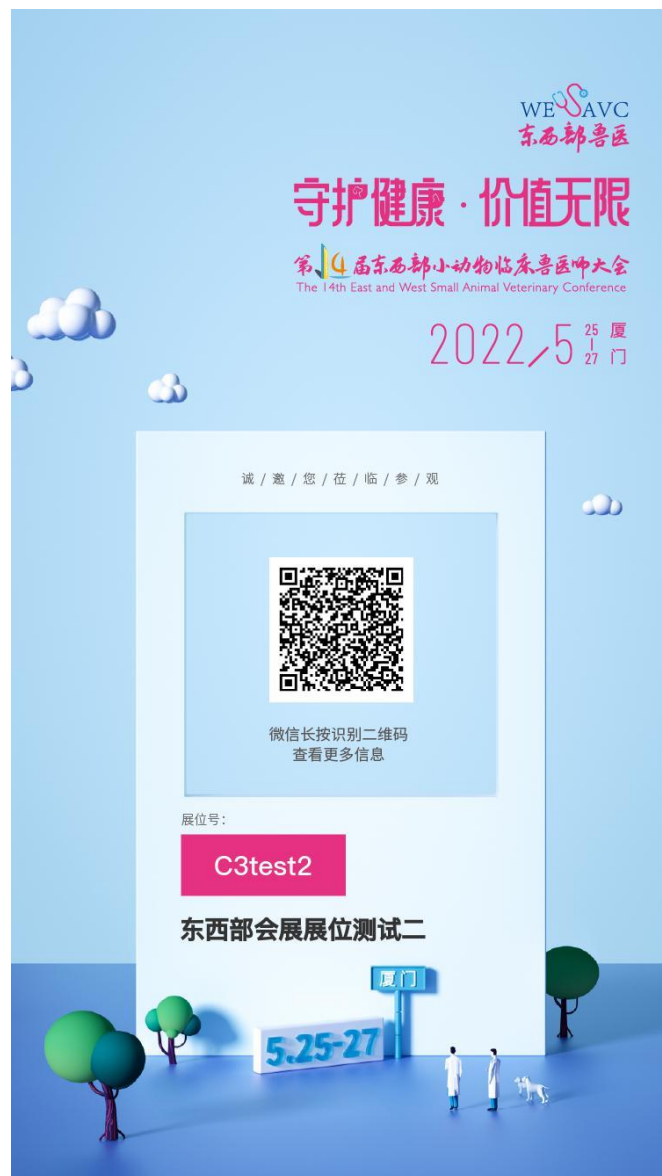 WESAVC
东西部兽医
守护健康·价值无限
第14届东西部小动物临床兽医师大会
The 14th East and West Small Animal Veterinary Conference
2022/5 25-27 厦门
诚/邀/您/莅/临/参/观
微信长按识别二维码
查看更多信息
展位号：
C3test2
东西部会展展位测试二
厦门
5.25-27